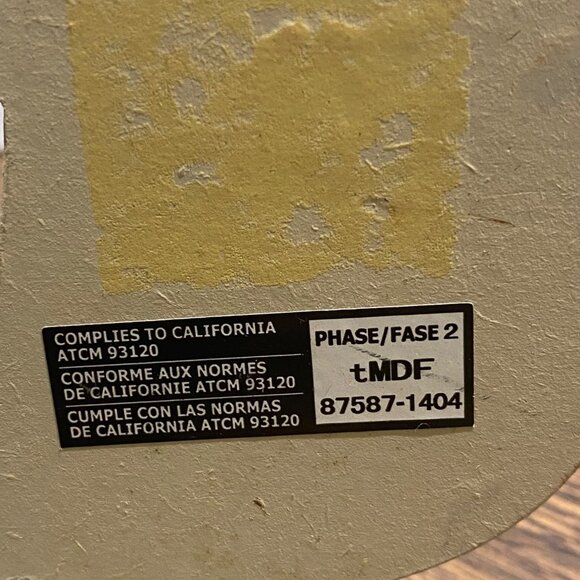 COMPLIES TO CALIFORNIA
ATCM 93120
CONFORME AUX NORMES
DE CALIFORNIE ATCM 93120
CUMPLE CON LAS NORMAS
DE CALIFORNIA ATCM 93120
PHASE/FASE 2
tMDF
87587-1404